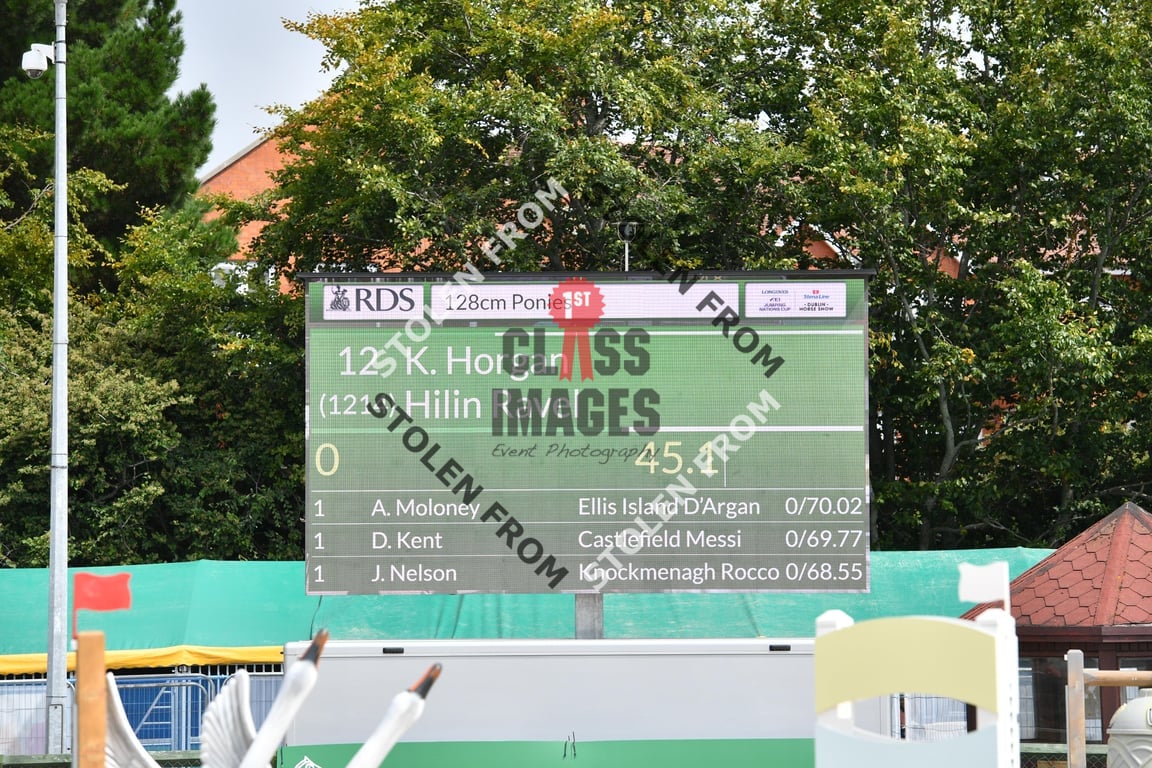 RDS 128cm Ponies
LONGINES
FEI
JUMPING
NATIONS CUP
Stena Line
DUBLIN
HORSE SHOW
12 K. Horgan
Hilin Ravel
0 45.1
1 A. Moloney Ellis Island D'Argan 0/70.02
1 D. Kent Castlefield Messi 0/69.77
1 J. Nelson Knockmenagh Rocco 0/68.55
1ST
CLASS
IMAGES
Event Photography
STOLEN FROM
STOLEN FROM
STOLEN FROM
STOLEN FROM